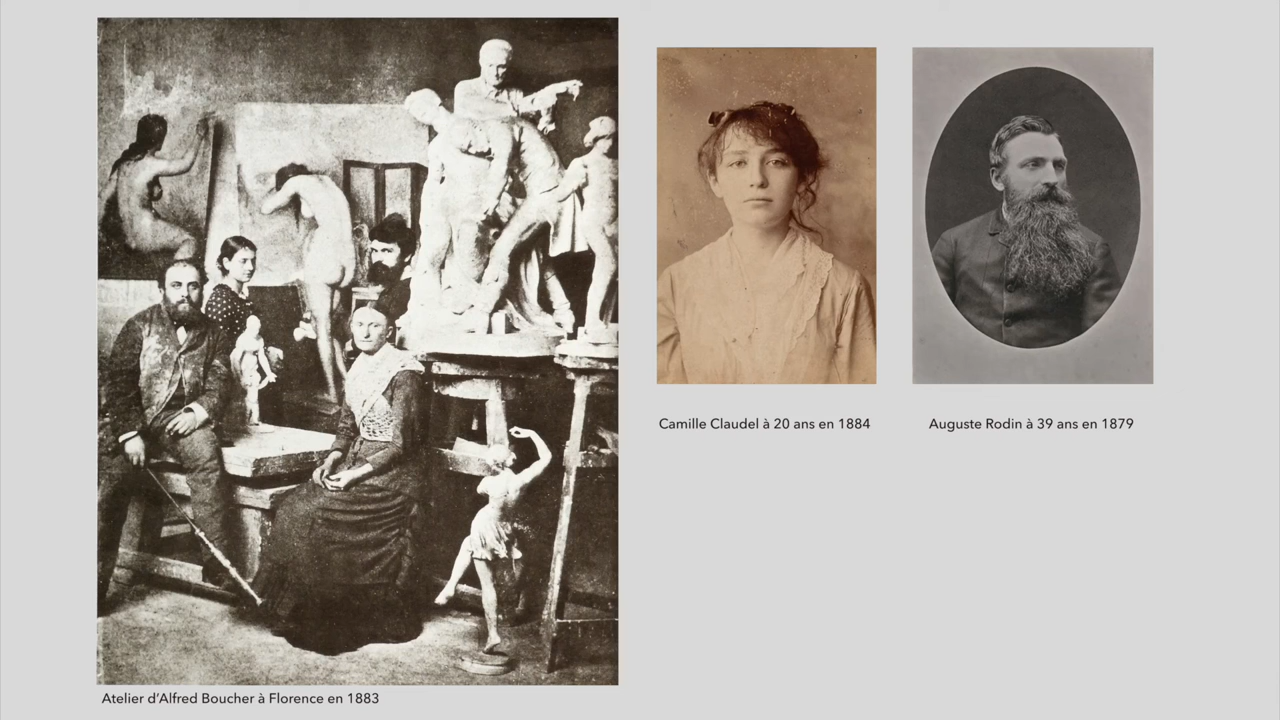 Camille Claudel à 20 ans en 1884
Auguste Rodin à 39 ans en 1879
Atelier d’Alfred Boucher à Florence en 1883